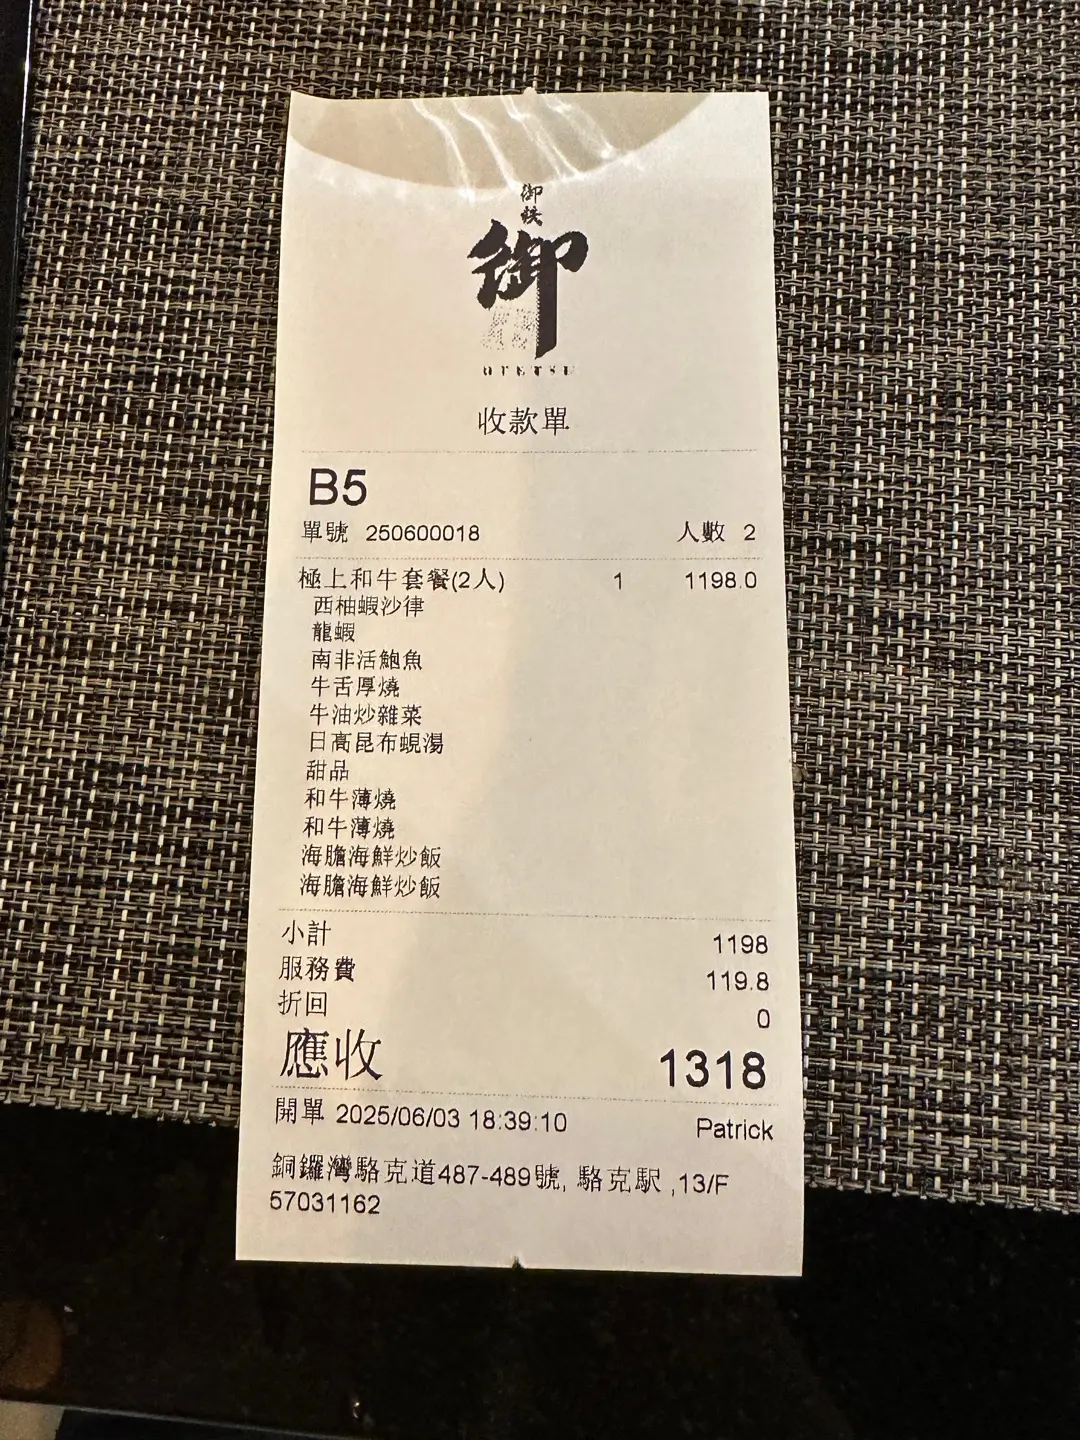 御
鉄
御
收款單
B5
單號 250600018 人數 2
極上和牛套餐(2人) 1 1198.0
西柚蝦沙律
龍蝦
南非活鮑魚
牛舌厚燒
牛油炒雜菜
日高昆布蜆湯
甜品
和牛薄燒
和牛薄燒
海膽海鮮炒飯
海膽海鮮炒飯
小計 1198
服務費 119.8
折回 0
應收 1318
開單 2025/06/03 18:39:10 Patrick
銅鑼灣駱克道487-489號, 駱克駅 ,13/F
57031162